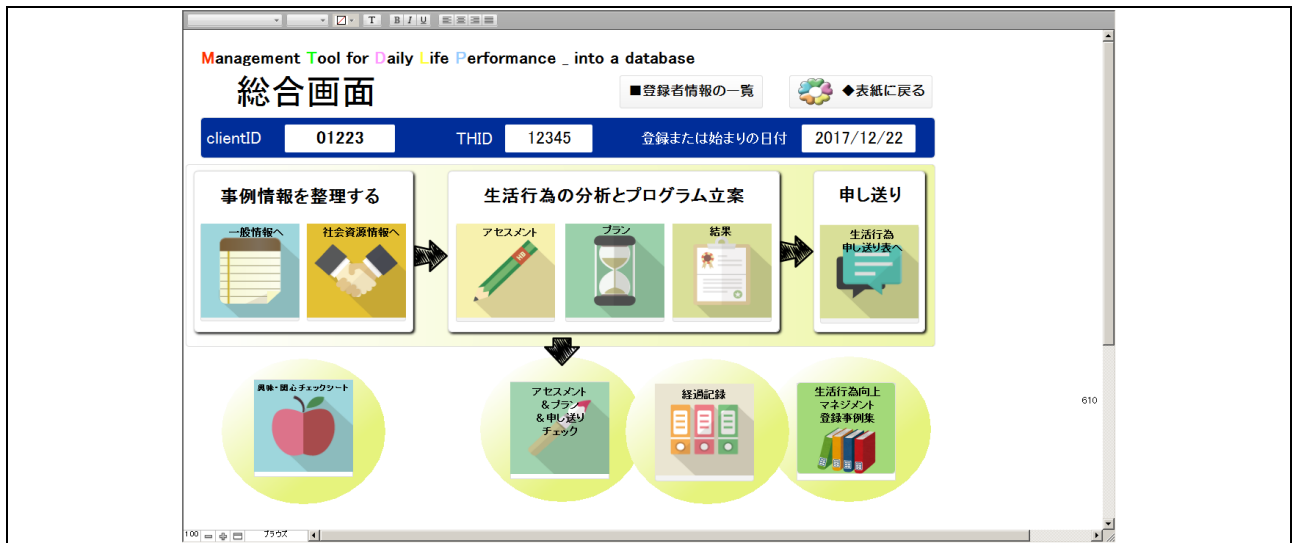 T B I U
Management Tool for Daily Life Performance _ into a database
総合画面
■登録者情報の一覧
◆表紙に戻る
clientID 01223 THID 12345 登録または始まりの日付 2017/12/22
事例情報を整理する
生活行為の分析とプログラム立案
申し送り
一般情報へ
社会資源情報へ
アセスメント
HB
プラン
結果
生活行為
申し送り表へ
興味・関心チェックシート
アセスメント
&プラン
&申し送り
チェック
経過記録
生活行為向上
マネジメント
登録事例集
610
100 ブラウズ